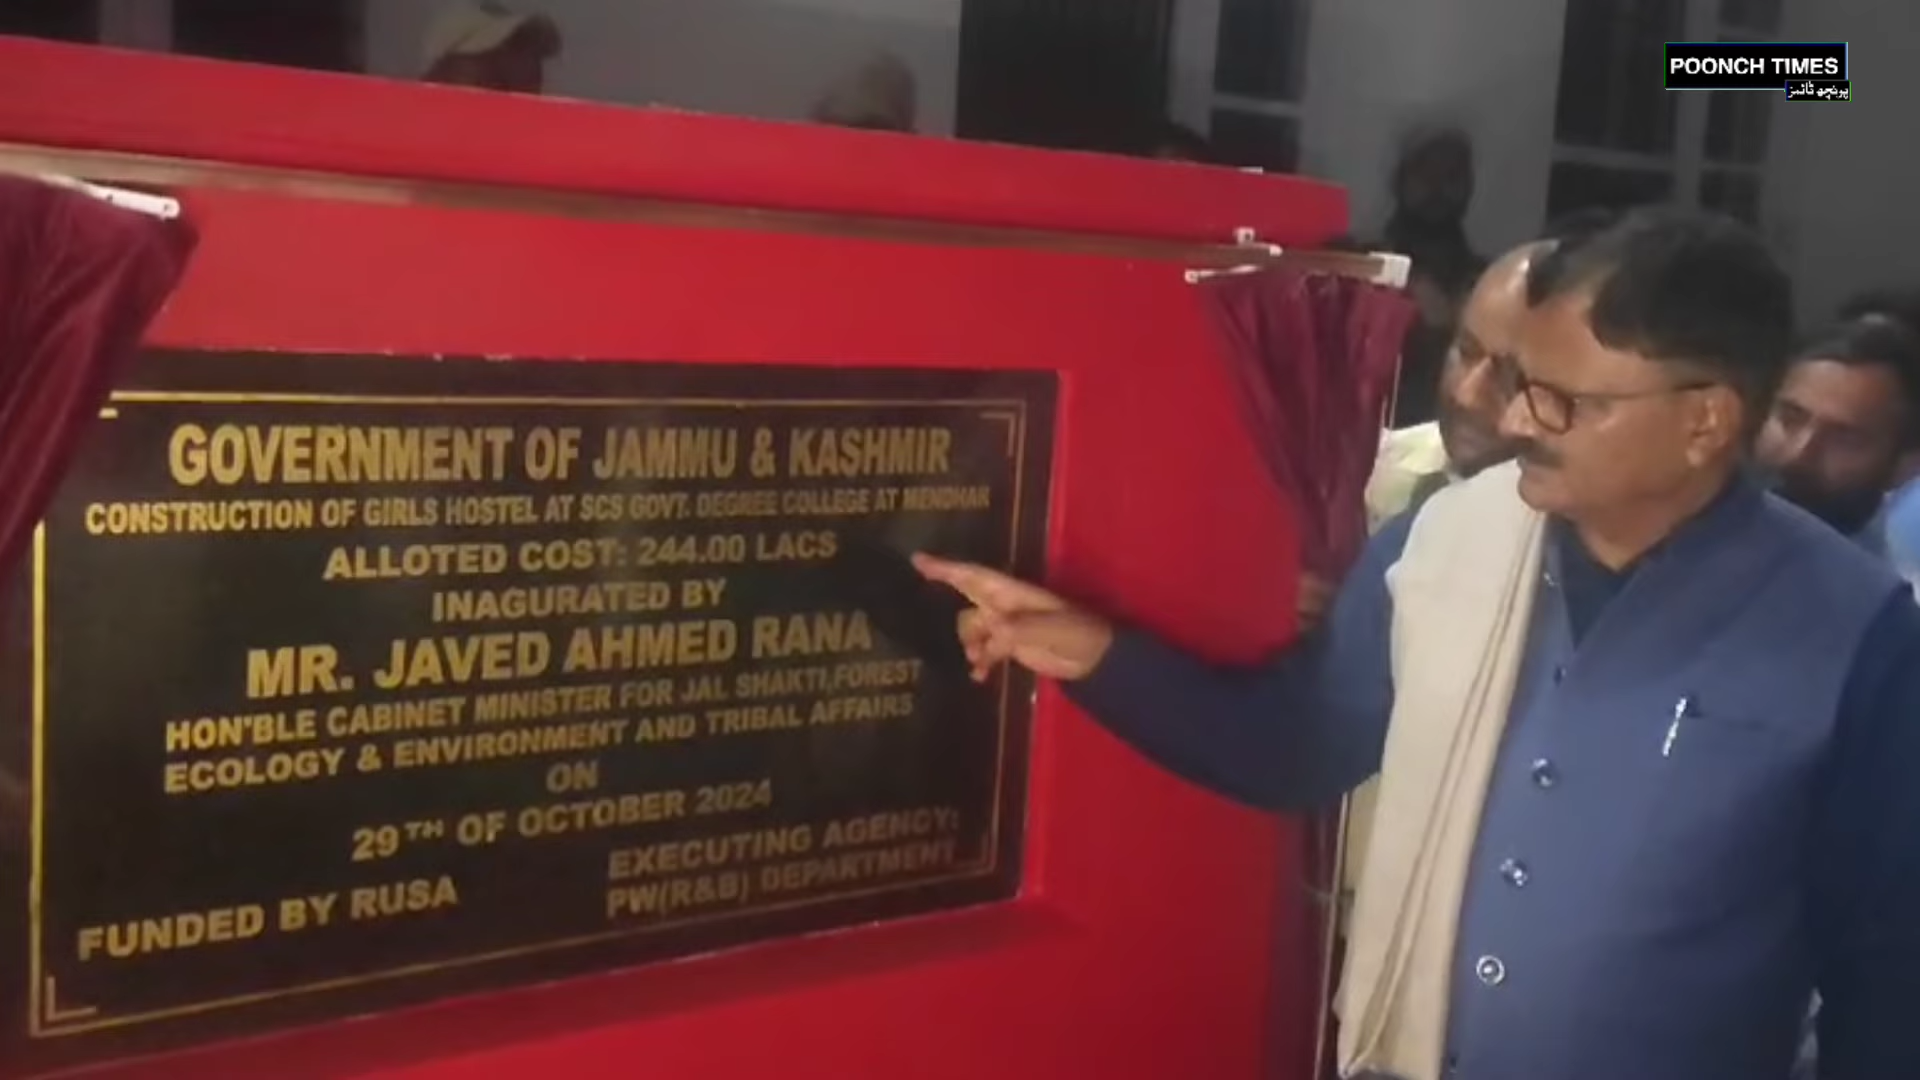 POONCH TIMES
پونچھ ٹائمز
GOVERNMENT OF JAMMU & KASHMIR
CONSTRUCTION OF GIRLS HOSTEL AT SCS GOVT. DEGREE COLLEGE AT MENDHAR
ALLOTED COST: 244.00 LACS
INAGURATED BY
MR. JAVED AHMED RANA
HON'BLE CABINET MINISTER FOR JAL SHAKTI,FOREST
ECOLOGY & ENVIRONMENT AND TRIBAL AFFAIRS
ON
29TH OF OCTOBER 2024
FUNDED BY RUSA
EXECUTING AGENCY:
PW(R&B) DEPARTMENT